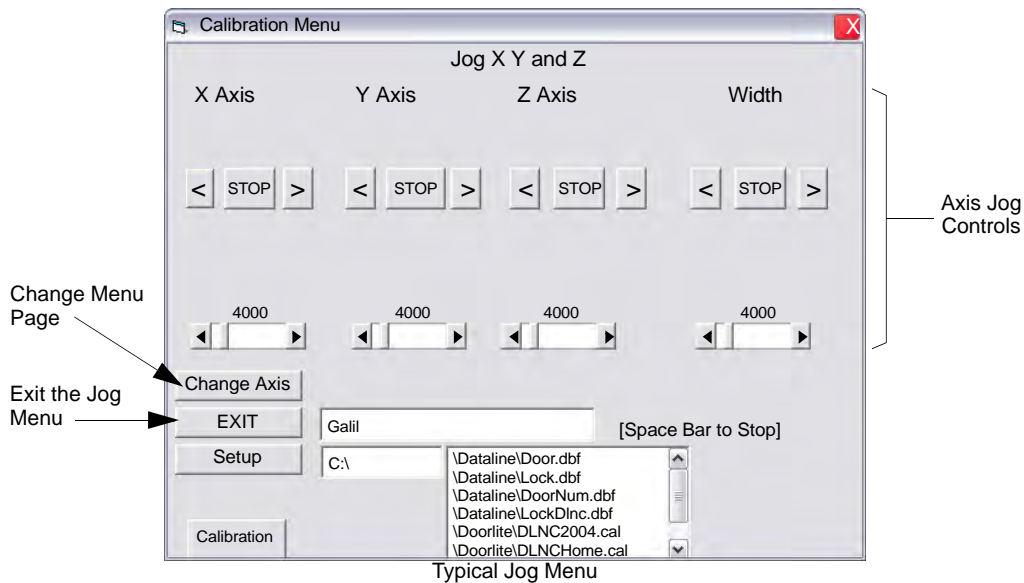 Calibration Menu
X
Jog X Y and Z
X Axis Y Axis Z Axis Width
< STOP > < STOP > < STOP > < STOP >
Axis Jog
Controls
4000 4000 4000 4000
Change Menu
Page
Change Axis
Exit the Jog
Menu
EXIT
Galil
[Space Bar to Stop]
Setup
C:\
\Dataline\Door.dbf
\Dataline\Lock.dbf
\Dataline\DoorNum.dbf
\Dataline\LockDlnc.dbf
\Doorlite\DLNC2004.cal
\Doorlite\DLNCHome.cal
Calibration
Typical Jog Menu